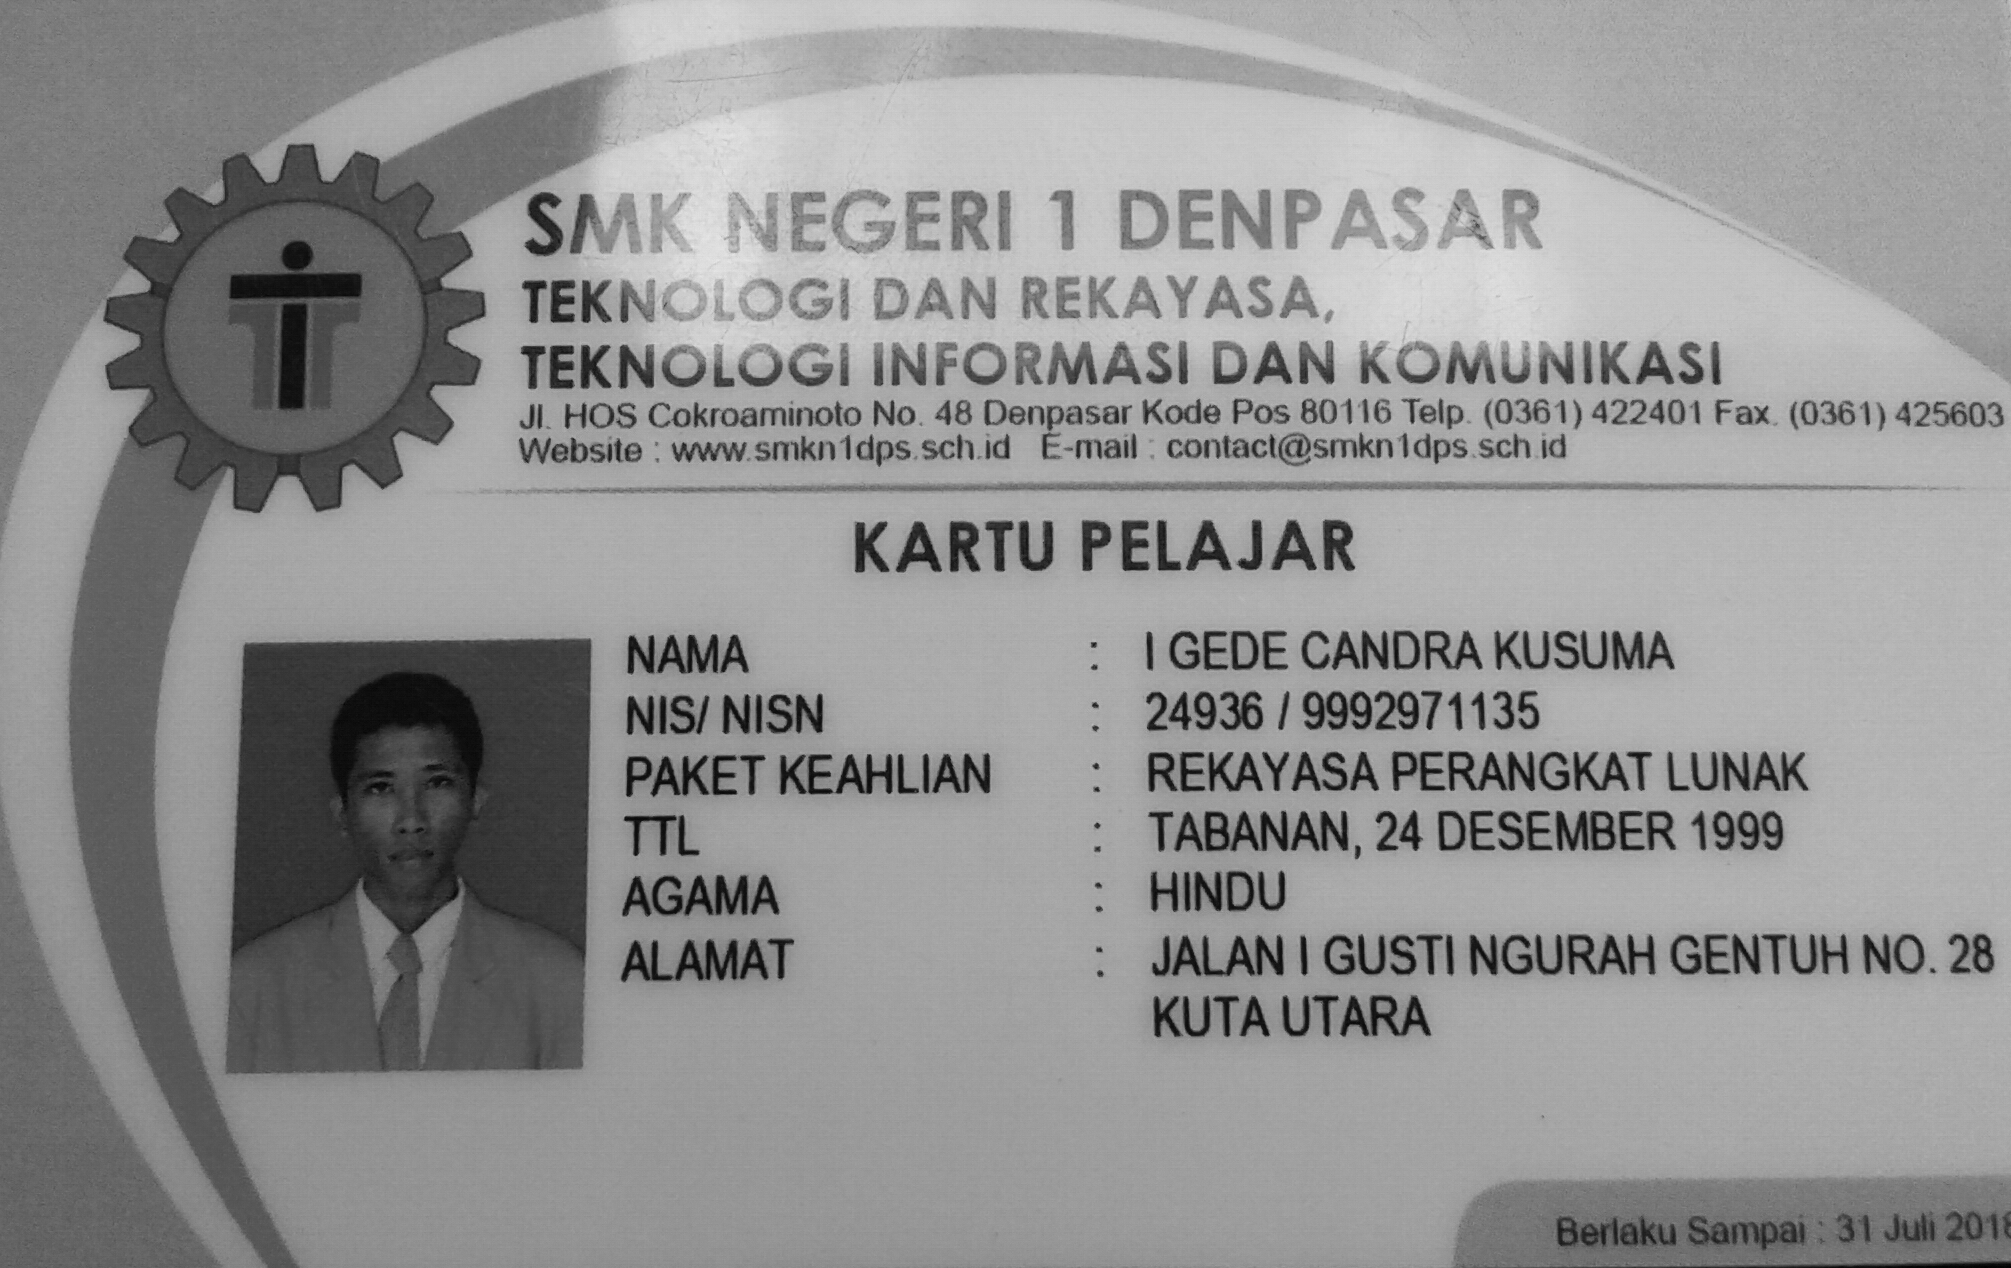 SMK NEGERI 1 DENPASAR
TEKNOLOGI DAN REKAYASA,
TEKNOLOGI INFORMASI DAN KOMUNIKASI
Jl. HOS Cokroaminoto No. 48 Denpasar Kode Pos 80116 Telp. (0361) 422401 Fax. (0361) 425603
Website : www.smkn1dps.sch.id E-mail : contact@smkn1dps.sch.id
KARTU PELAJAR
NAMA : I GEDE CANDRA KUSUMA
NIS/ NISN : 24936 / 9992971135
PAKET KEAHLIAN : REKAYASA PERANGKAT LUNAK
TTL : TABANAN, 24 DESEMBER 1999
AGAMA : HINDU
ALAMAT : JALAN I GUSTI NGURAH GENTUH NO. 28
KUTA UTARA
Berlaku Sampai : 31 Juli 2018